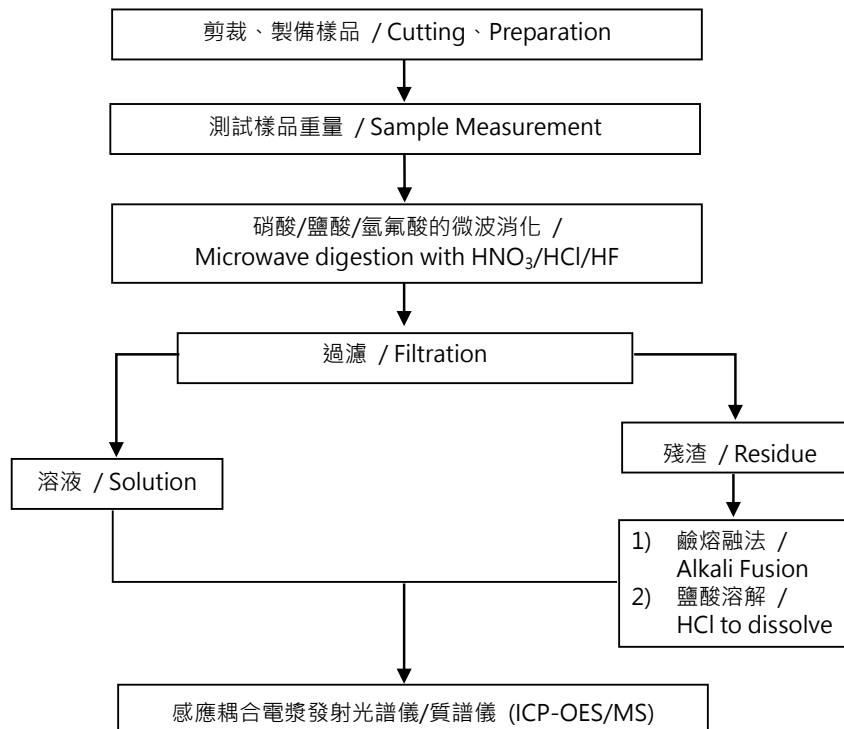 剪裁、製備樣品 / Cutting、Preparation
測試樣品重量 / Sample Measurement
硝酸/鹽酸/氫氟酸的微波消化 /
Microwave digestion with HNO₃/HCl/HF
過濾 / Filtration
溶液 / Solution
殘渣 / Residue
1) 鹼熔融法 /
Alkali Fusion
2) 鹽酸溶解 /
HCl to dissolve
感應耦合電漿發射光譜儀/質譜儀 (ICP-OES/MS)